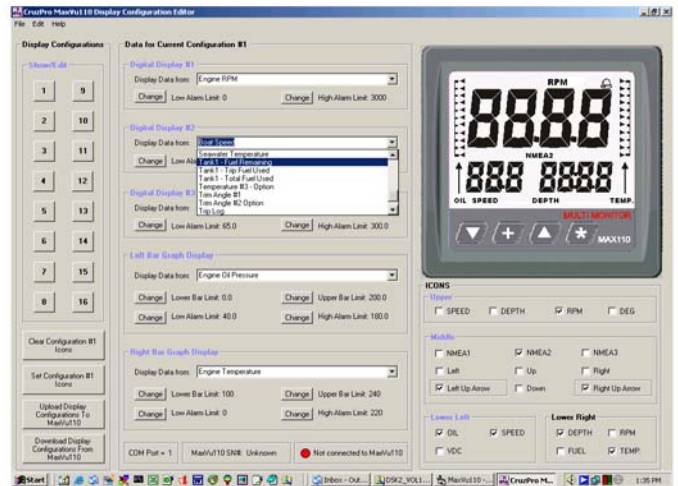 CruzPro MaxVu110 Display Configuration Editor
File Edit Help
Display Configurations
Show/Edit
1 9
2 10
3 11
4 12
5 13
6 14
7 15
8 16
Clear Configuration #1 Icons
Set Configuration #1 Icons
Upload Display Configurations To MaxVu110
Download Display Configurations From MaxVu110
Data for Current Configuration #1
Digital Display #1
Display Data from: Engine RPM
Change Low Alarm Limit: 0 Change High Alarm Limit: 3000
Digital Display #2
Display Data from: Boat Speed
Change Low Ala
Seawater Temperature
Tank1 - Fuel Remaining
Tank1 - Trip Fuel Used
Tank1 - Total Fuel Used
Temperature #3 - Option
Trim Angle #1
Trim Angle #2 Option
Trip Log
Digital Display #3
Display Data from:
Change Low Alarm Limit: 65.0 Change High Alarm Limit: 300.0
Left Bar Graph Display
Display Data from: Engine Oil Pressure
Change Lower Bar Limit: 0.0 Change Upper Bar Limit: 200.0
Change Low Alarm Limit: 40.0 Change High Alarm Limit: 180.0
Right Bar Graph Display
Display Data from: Engine Temperature
Change Lower Bar Limit: 100 Change Upper Bar Limit: 240
Change Low Alarm Limit: 0 Change High Alarm Limit: 220
COM Port = 1 MaxVu110 SN#: Unknown Not connected to MaxVu110
RPM
88.8.8
NMEA2
888 88:88
OIL SPEED DEPTH TEMP.
MULTI MONITOR
MAX110
ICONS
Upper
SPEED DEPTH RPM DEG
Middle
NMEA1 NMEA2 NMEA3
Left Up Right
Left Up Arrow Down Right Up Arrow
Lower Left
OIL SPEED
VDC
Lower Right
DEPTH RPM
FUEL TEMP
Start Inbox - Out... DSK2_VOL1... MaxVu110 -... CruzPro M... 1:35 PM